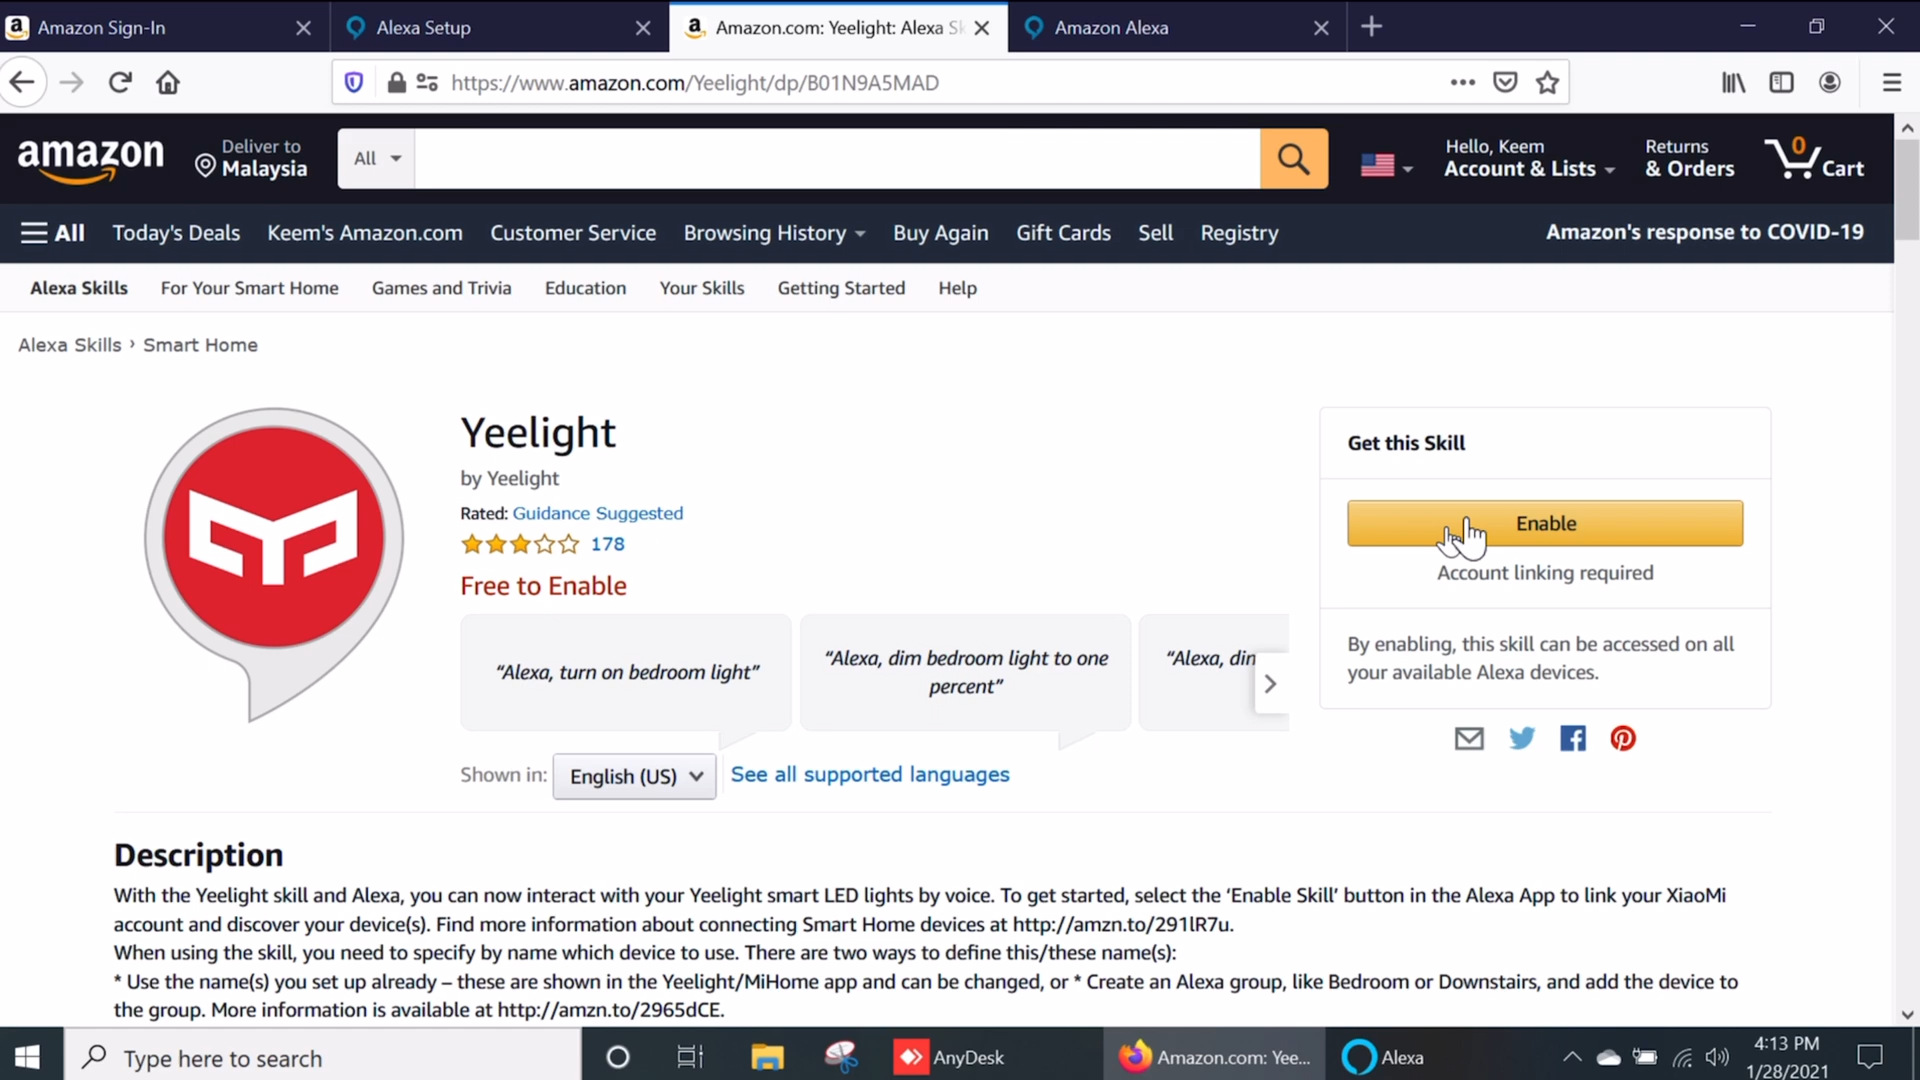 Amazon Sign-In
Alexa Setup
Amazon.com: Yeelight: Alexa Sk
Amazon Alexa
https://www.amazon.com/Yeelight/dp/B01N9A5MAD
amazon
Deliver to
Malaysia
All
Hello, Keem
Account & Lists
Returns
& Orders
0
Cart
All
Today's Deals
Keem's Amazon.com
Customer Service
Browsing History
Buy Again
Gift Cards
Sell
Registry
Amazon's response to COVID-19
Alexa Skills
For Your Smart Home
Games and Trivia
Education
Your Skills
Getting Started
Help
Alexa Skills › Smart Home
Yeelight
by Yeelight
Rated: Guidance Suggested
178
Free to Enable
“Alexa, turn on bedroom light”
“Alexa, dim bedroom light to one
percent”
“Alexa, dim
Shown in: English (US)
See all supported languages
Get this Skill
Enable
Account linking required
By enabling, this skill can be accessed on all
your available Alexa devices.
Description
With the Yeelight skill and Alexa, you can now interact with your Yeelight smart LED lights by voice. To get started, select the ‘Enable Skill’ button in the Alexa App to link your XiaoMi
account and discover your device(s). Find more information about connecting Smart Home devices at http://amzn.to/291lR7u.
When using the skill, you need to specify by name which device to use. There are two ways to define this/these name(s):
* Use the name(s) you set up already – these are shown in the Yeelight/MiHome app and can be changed, or * Create an Alexa group, like Bedroom or Downstairs, and add the device to
the group. More information is available at http://amzn.to/2965dCE.
Type here to search
AnyDesk
Amazon.com: Yee...
Alexa
4:13 PM
1/28/2021